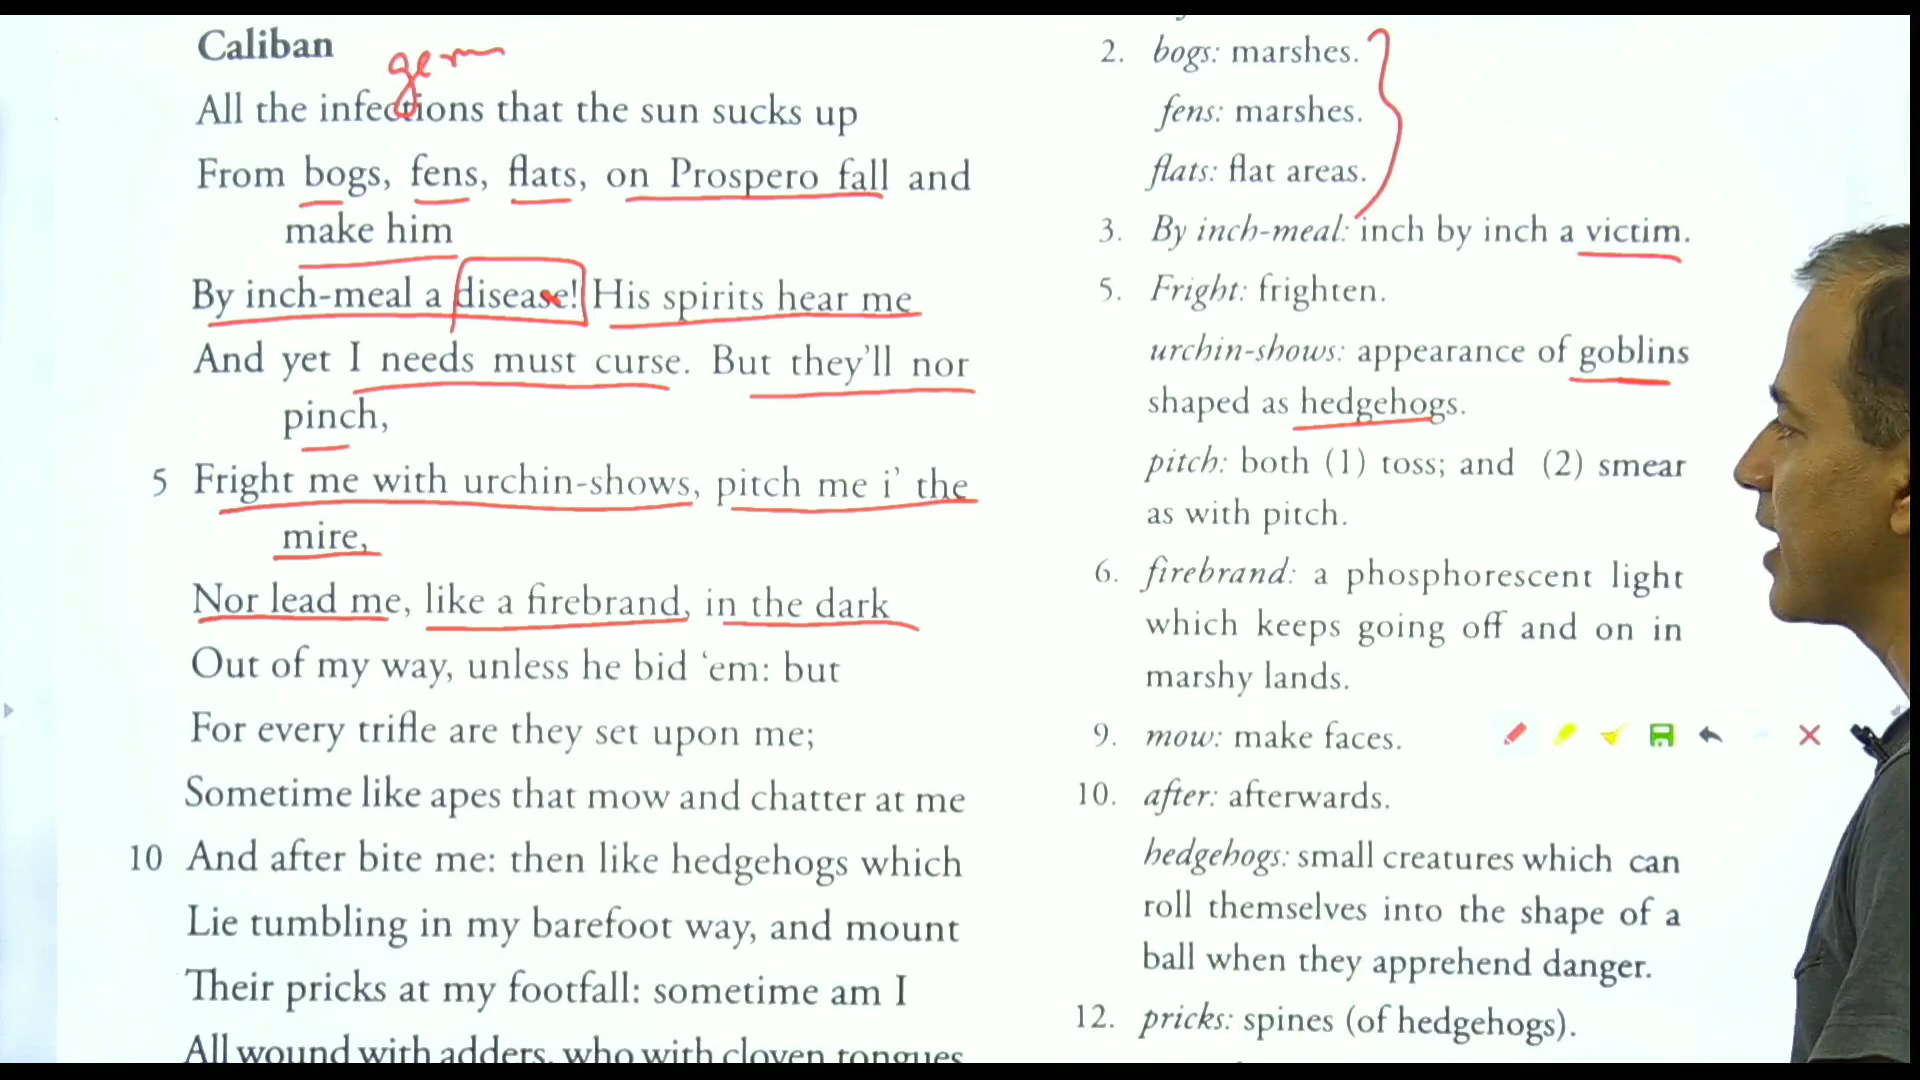 Caliban
germ
All the infections that the sun sucks up
From bogs, fens, flats, on Prospero fall and
make him
By inch-meal a disease! His spirits hear me
And yet I needs must curse. But they'll nor
pinch,
5 Fright me with urchin-shows, pitch me i' the
mire,
Nor lead me, like a firebrand, in the dark
Out of my way, unless he bid ‘em: but
For every trifle are they set upon me;
Sometime like apes that mow and chatter at me
10 And after bite me: then like hedgehogs which
Lie tumbling in my barefoot way, and mount
Their pricks at my footfall: sometime am I
All wound with adders, who with cloven tongues
2. bogs: marshes.
fens: marshes.
flats: flat areas.
3. By inch-meal: inch by inch a victim.
5. Fright: frighten.
urchin-shows: appearance of goblins
shaped as hedgehogs.
pitch: both (1) toss; and (2) smear
as with pitch.
6. firebrand: a phosphorescent light
which keeps going off and on in
marshy lands.
9. mow: make faces.
10. after: afterwards.
hedgehogs: small creatures which can
roll themselves into the shape of a
ball when they apprehend danger.
12. pricks: spines (of hedgehogs).